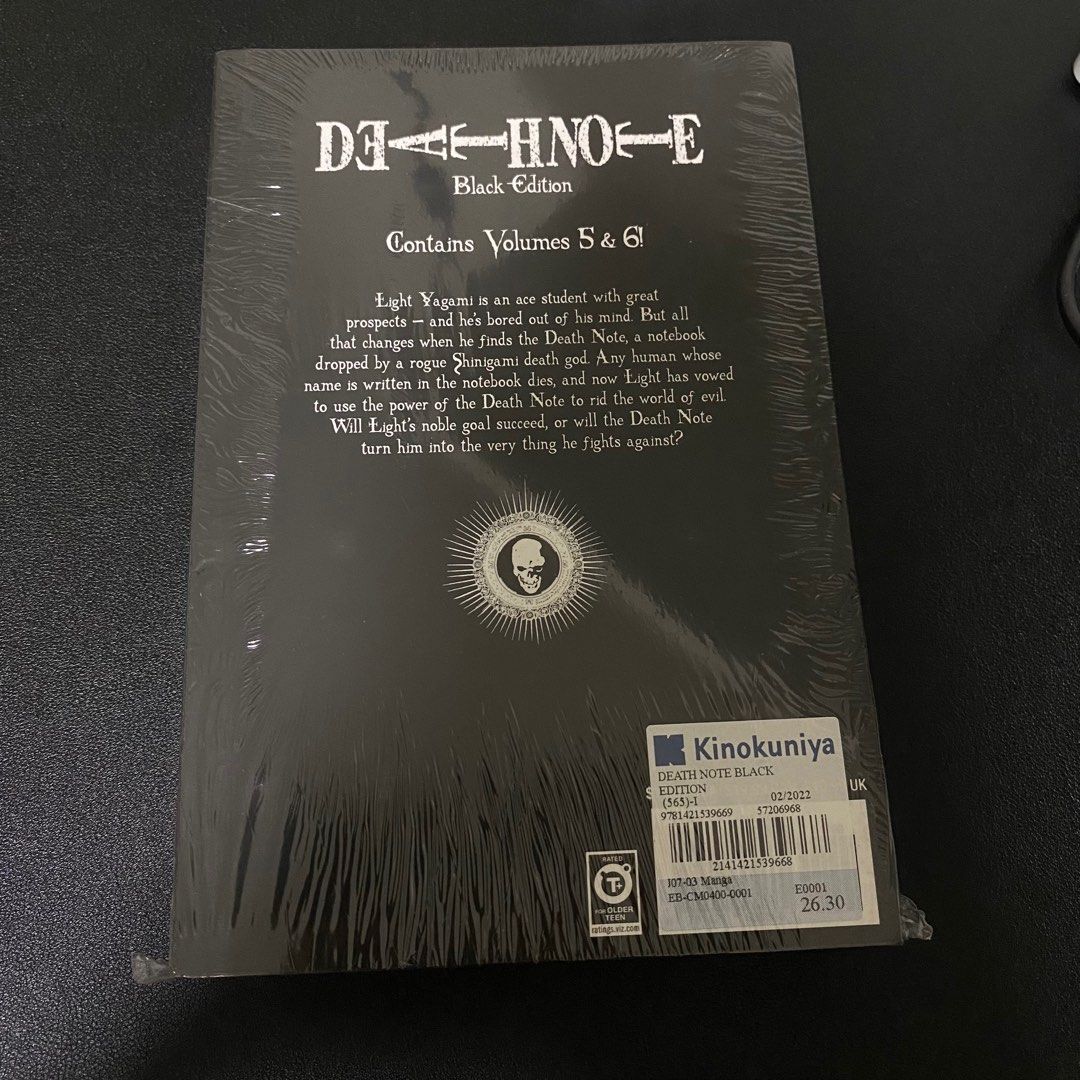 DEATH NOTE
Black Edition
Contains Volumes 5 & 6!
Light Yagami is an ace student with great
prospects – and he's bored out of his mind. But all
that changes when he finds the Death Note, a notebook
dropped by a rogue Shinigami death god. Any human whose
name is written in the notebook dies, and now Light has vowed
to use the power of the Death Note to rid the world of evil.
Will Light's noble goal succeed, or will the Death Note
turn him into the very thing he fights against?
Kinokuniya
DEATH NOTE BLACK
EDITION
(565)-I 02/2022
UK
9781421539669 57206968
2141421539668
J07-03 Manga
EB-CM0400-0001 E0001
26.30
RATED
T+
FOR OLDER
TEEN
ratings.viz.com